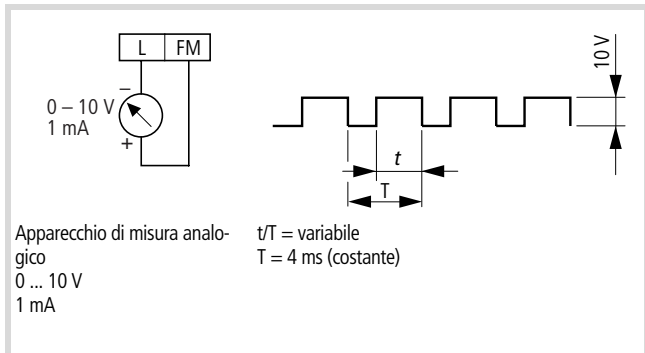 L FM
10 V
–
0 – 10 V
1 mA
+
t
T
Apparecchio di misura analo-
gico
0 ... 10 V
1 mA
t/T = variabile
T = 4 ms (costante)